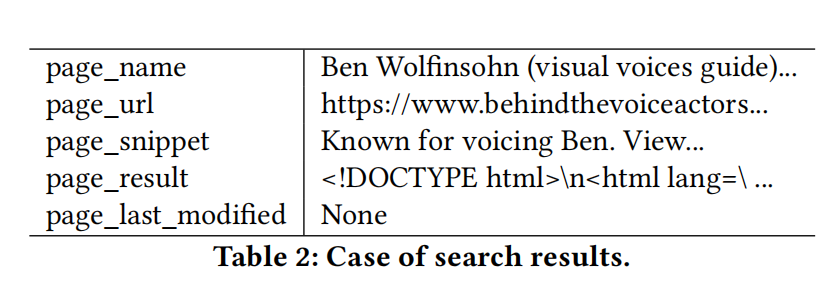 page_name Ben Wolfinsohn (visual voices guide)...
page_url https://www.behindthevoiceactors...
page_snippet Known for voicing Ben. View...
page_result <!DOCTYPE html>\n<html lang=\ ...
page_last_modified None
Table 2: Case of search results.